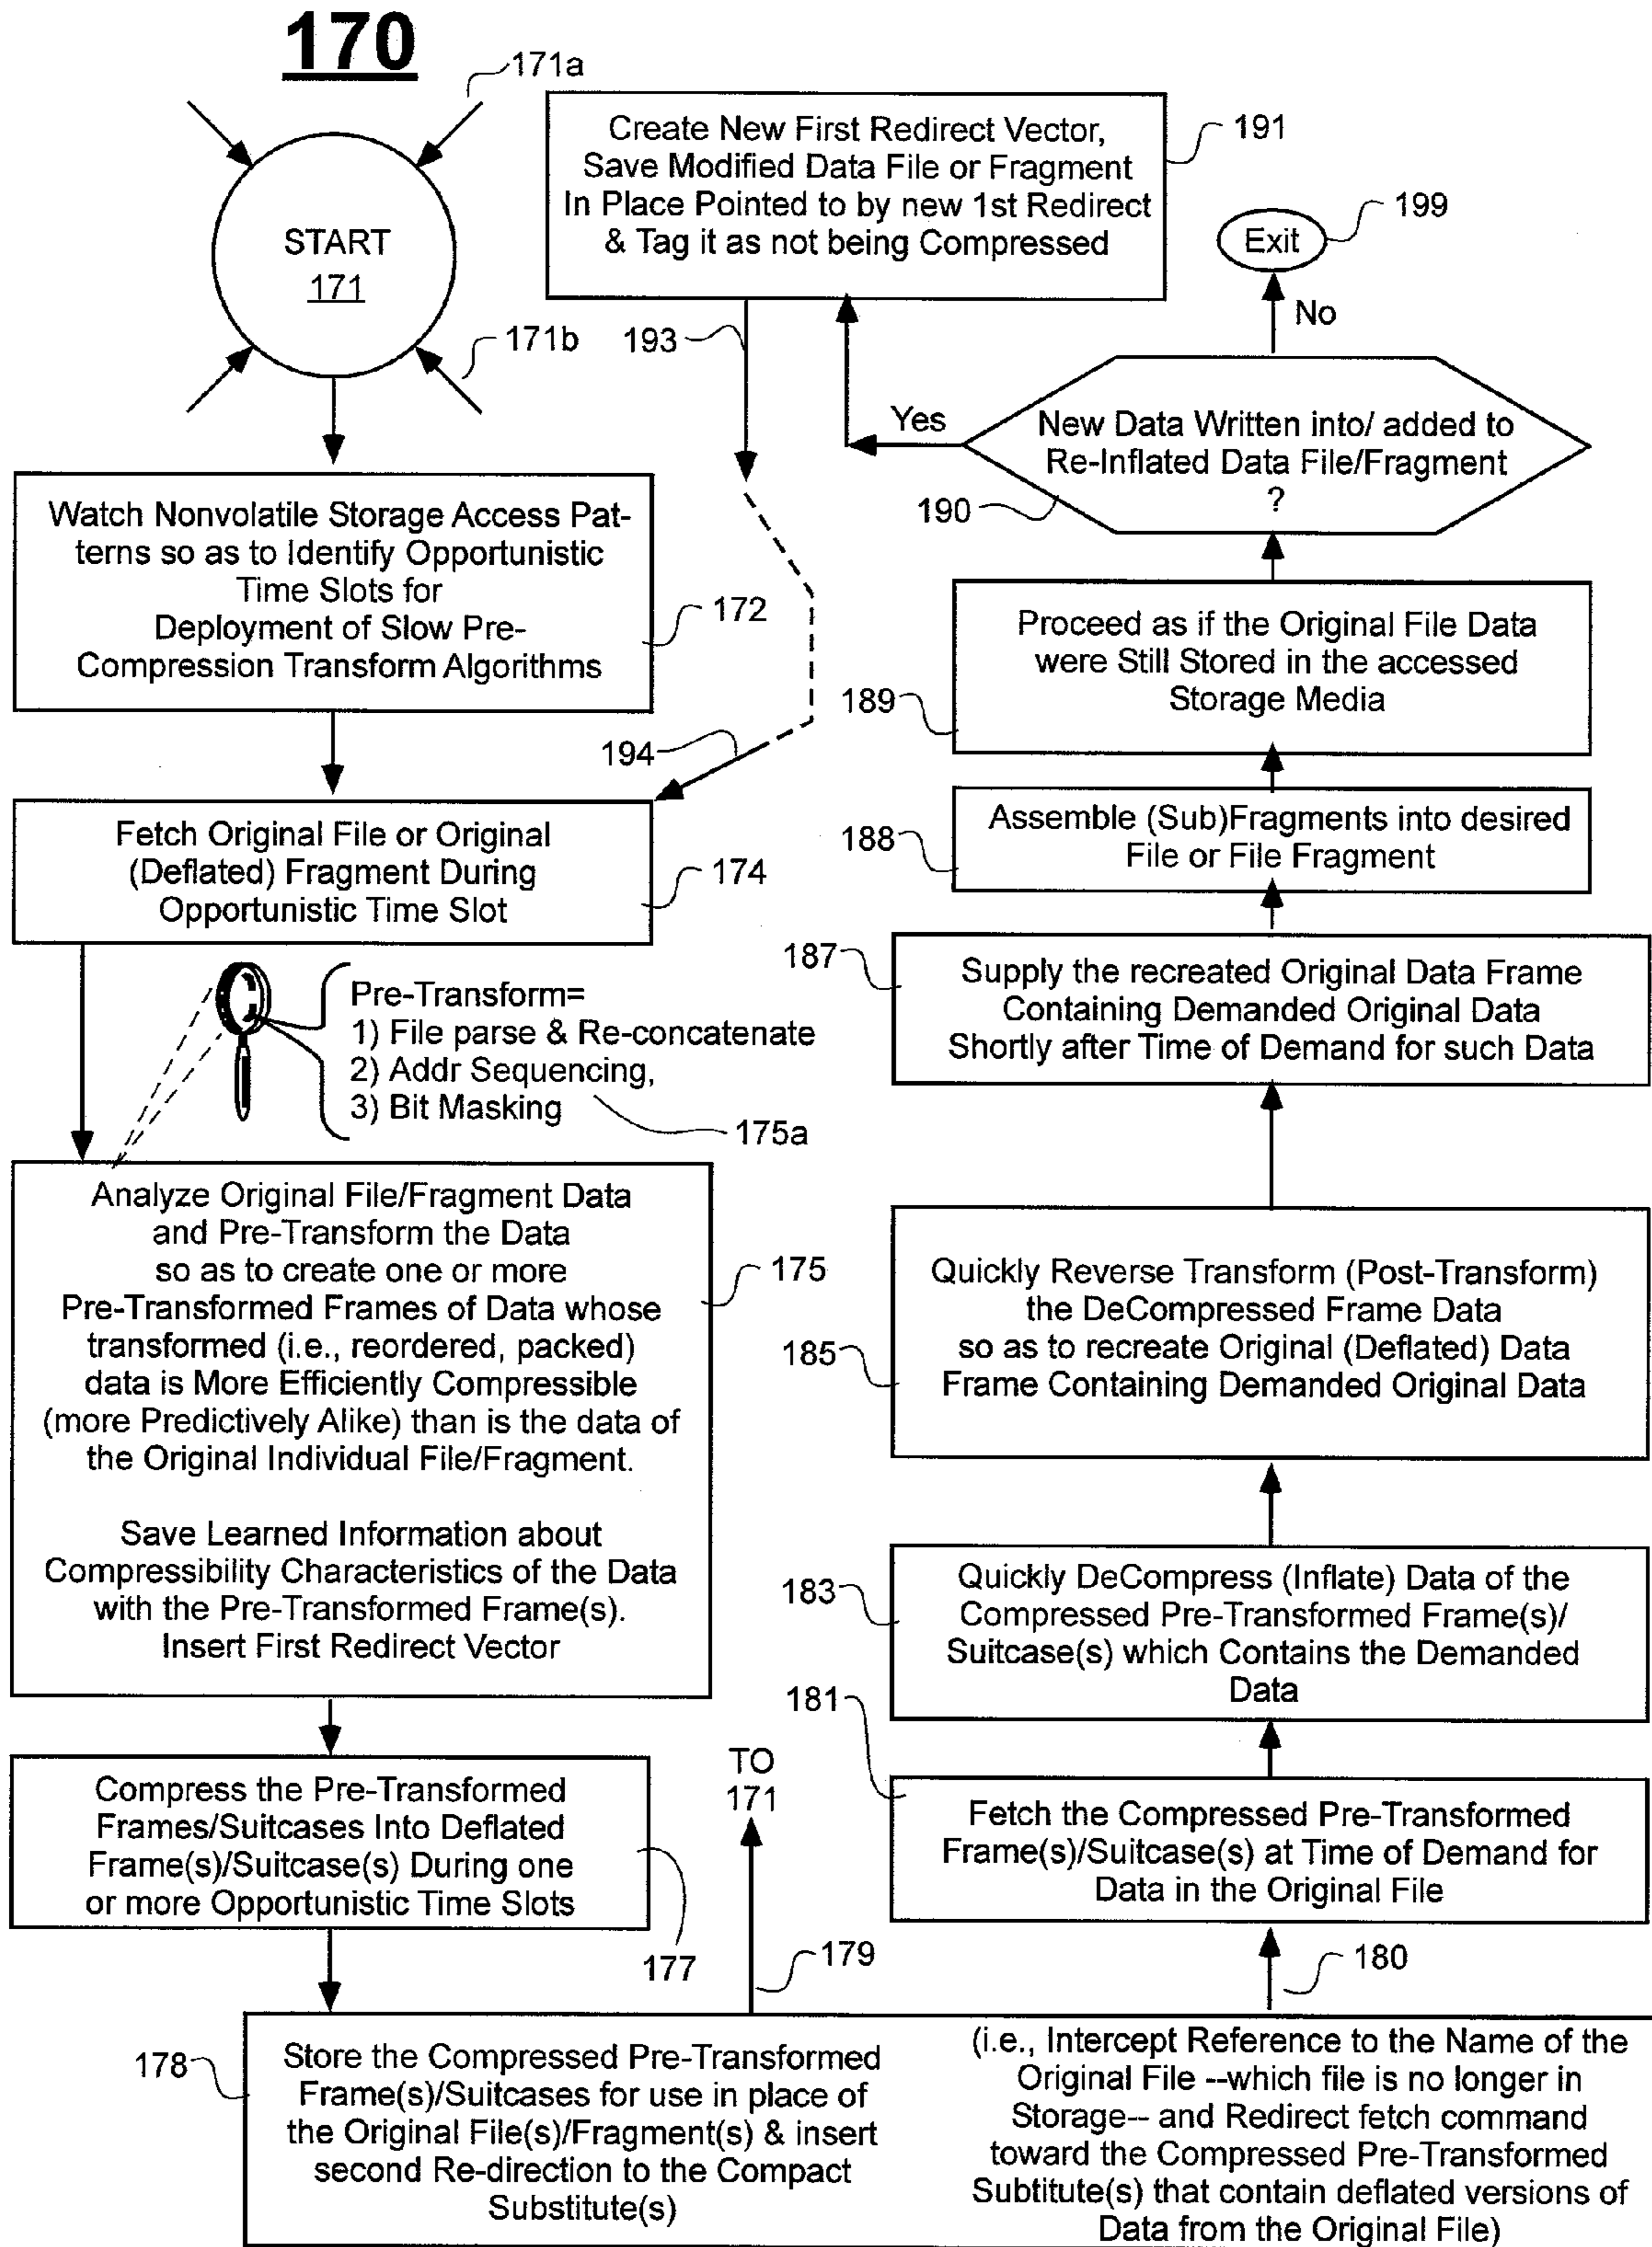 170
171a
START
171
171b
Watch Nonvolatile Storage Access Pat-
terns so as to Identify Opportunistic
Time Slots for
Deployment of Slow Pre-
Compression Transform Algorithms
172
Fetch Original File or Original
(Deflated) Fragment During
Opportunistic Time Slot
174
Pre-Transform=
1) File parse & Re-concatenate
2) Addr Sequencing,
3) Bit Masking
175a
Analyze Original File/Fragment Data
and Pre-Transform the Data
so as to create one or more
Pre-Transformed Frames of Data whose
transformed (i.e., reordered, packed)
data is More Efficiently Compressible
(more Predictively Alike) than is the data of
the Original Individual File/Fragment.
Save Learned Information about
Compressibility Characteristics of the Data
with the Pre-Transformed Frame(s).
Insert First Redirect Vector
175
Compress the Pre-Transformed
Frames/Suitcases Into Deflated
Frame(s)/Suitcase(s) During one
or more Opportunistic Time Slots
177
178
Store the Compressed Pre-Transformed
Frame(s)/Suitcases for use in place of
the Original File(s)/Fragment(s) & insert
second Re-direction to the Compact
Substitute(s)
TO
171
179
(i.e., Intercept Reference to the Name of the
Original File --which file is no longer in
Storage-- and Redirect fetch command
toward the Compressed Pre-Transformed
Subtitute(s) that contain deflated versions of
Data from the Original File)
180
181
Fetch the Compressed Pre-Transformed
Frame(s)/Suitcase(s) at Time of Demand for
Data in the Original File
183
Quickly DeCompress (Inflate) Data of the
Compressed Pre-Transformed Frame(s)/
Suitcase(s) which Contains the Demanded
Data
185
Quickly Reverse Transform (Post-Transform)
the DeCompressed Frame Data
so as to recreate Original (Deflated) Data
Frame Containing Demanded Original Data
187
Supply the recreated Original Data Frame
Containing Demanded Original Data
Shortly after Time of Demand for such Data
188
Assemble (Sub)Fragments into desired
File or File Fragment
189
Proceed as if the Original File Data
were Still Stored in the accessed
Storage Media
190
New Data Written into/ added to
Re-Inflated Data File/Fragment
?
No
Exit
199
Yes
Create New First Redirect Vector,
Save Modified Data File or Fragment
In Place Pointed to by new 1st Redirect
& Tag it as not being Compressed
191
193
194